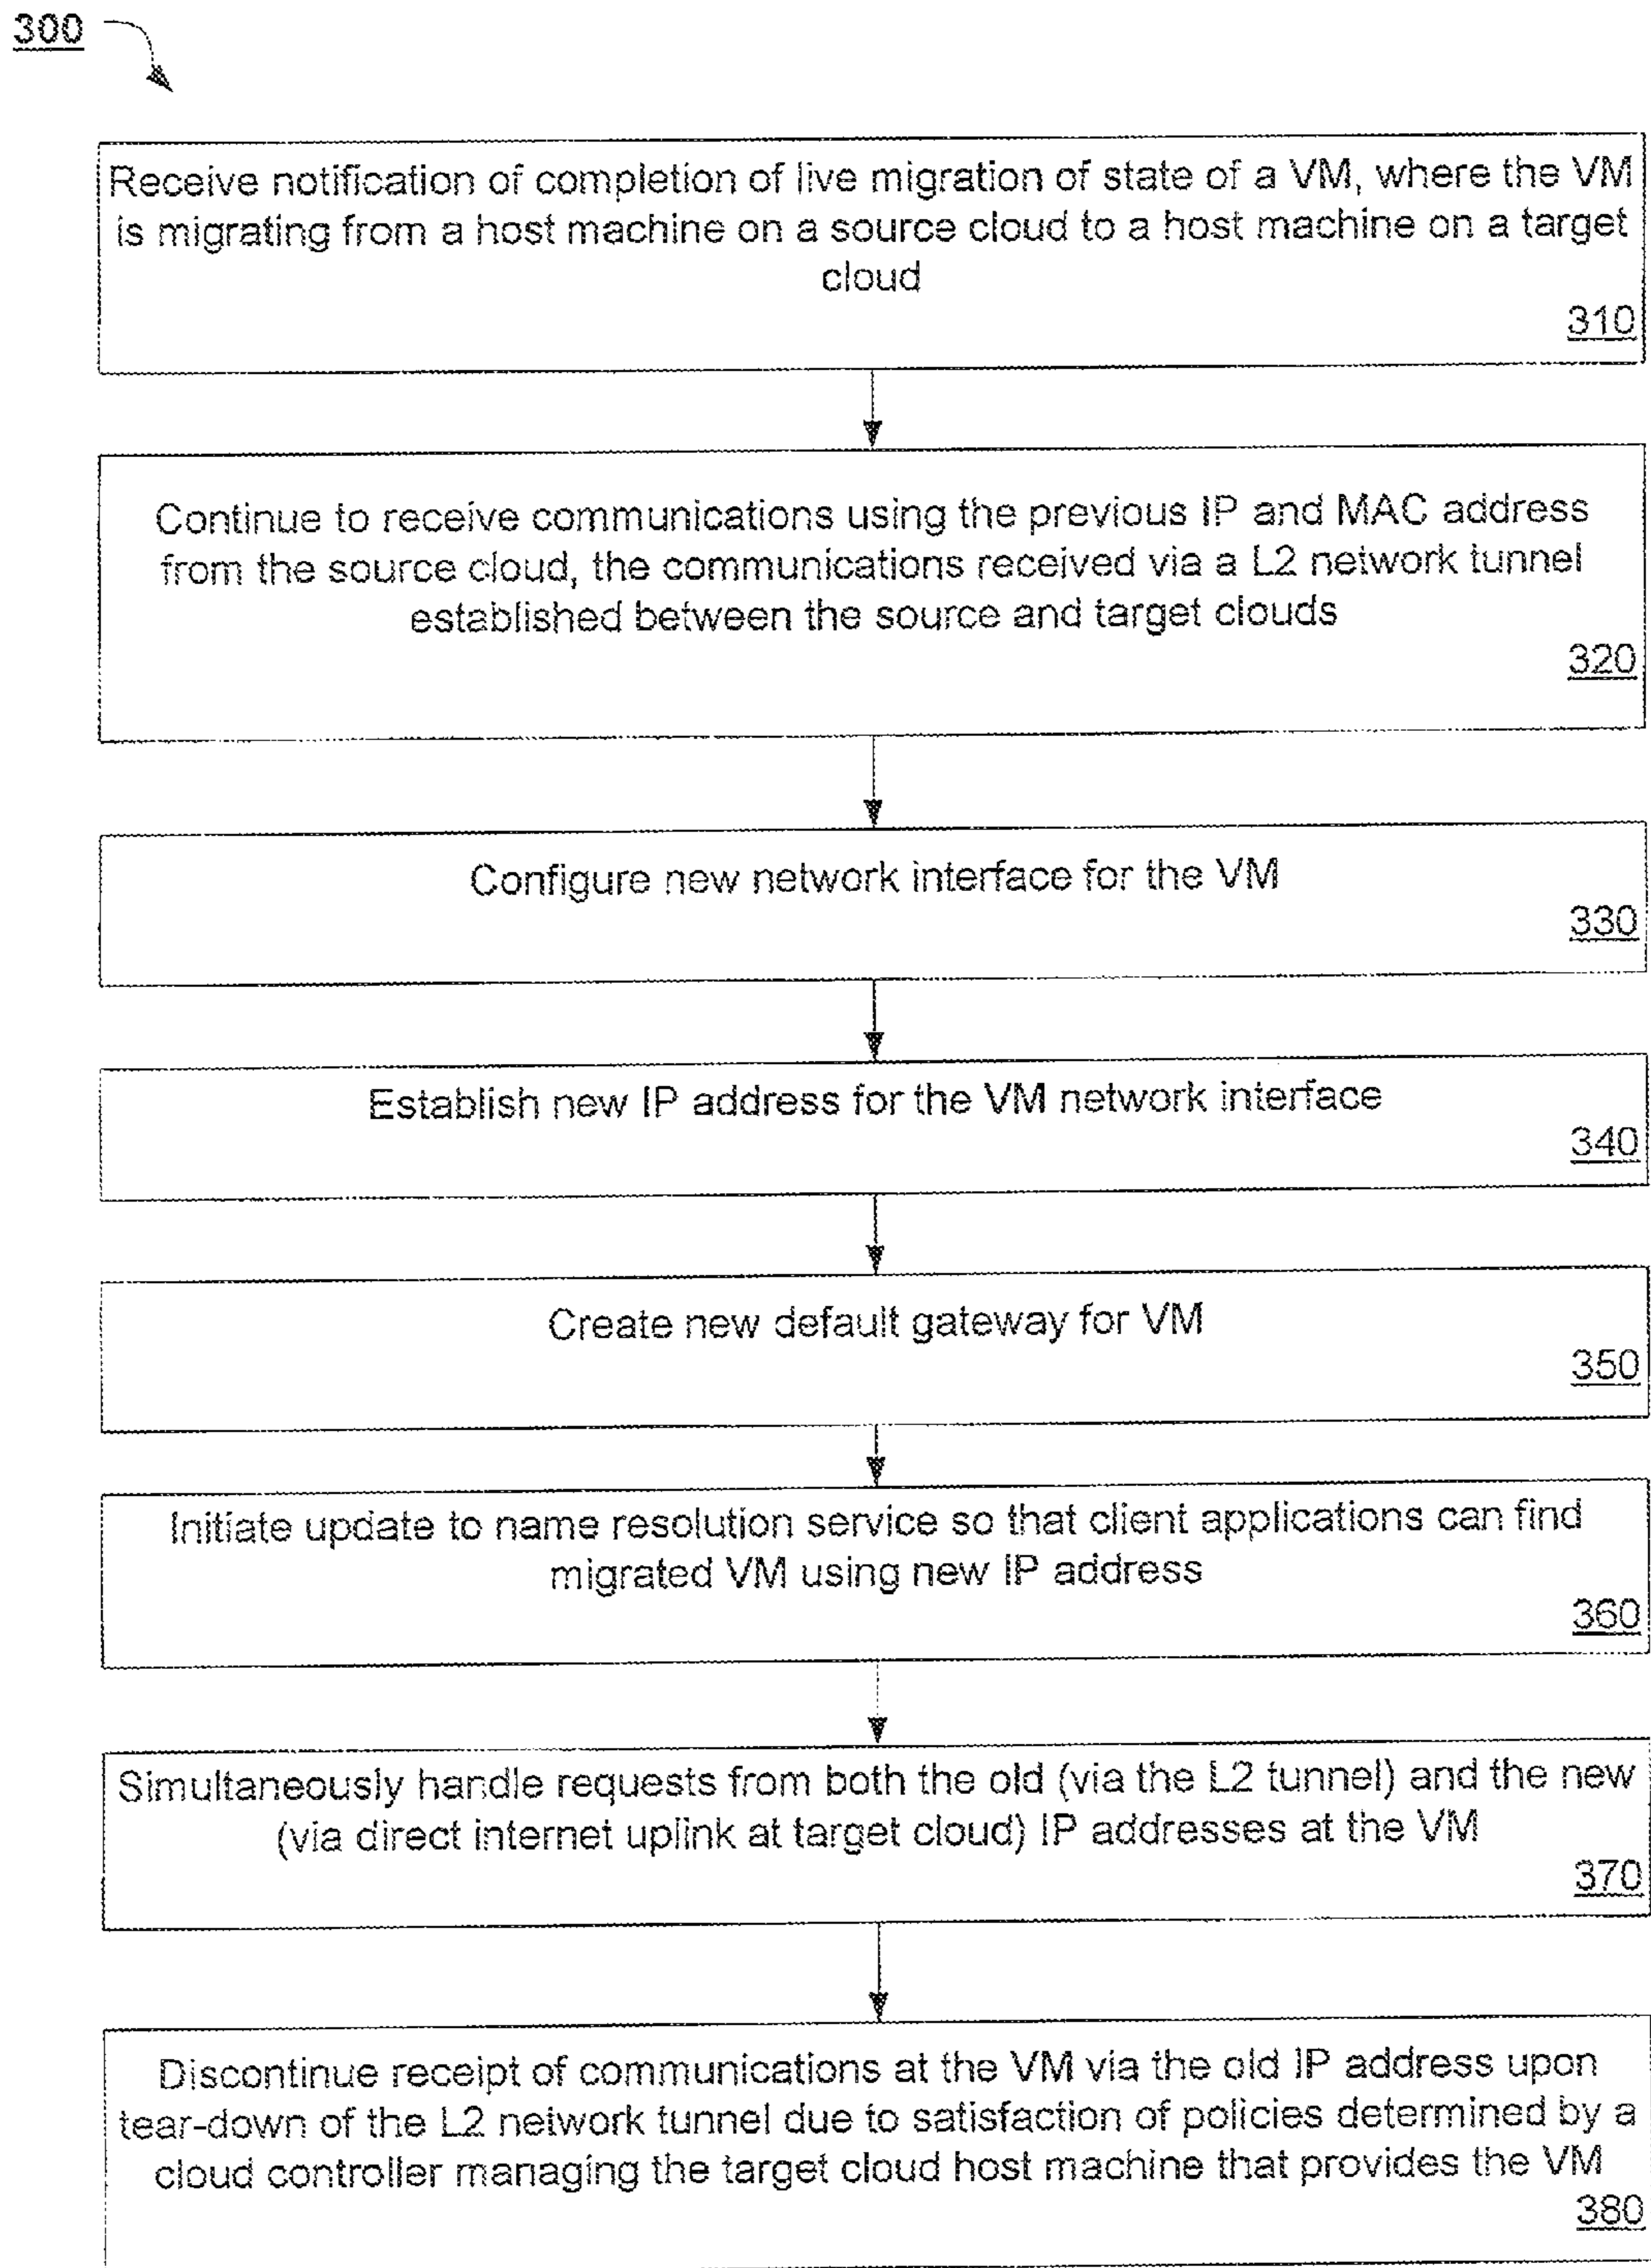 300
Receive notification of completion of live migration of state of a VM, where the VM
is migrating from a host machine on a source cloud to a host machine on a target
cloud
310
Continue to receive communications using the previous IP and MAC address
from the source cloud, the communications received via a L2 network tunnel
established between the source and target clouds
320
Configure new network interface for the VM
330
Establish new IP address for the VM network interface
340
Create new default gateway for VM
350
Initiate update to name resolution service so that client applications can find
migrated VM using new IP address
360
Simultaneously handle requests from both the old (via the L2 tunnel) and the new
(via direct internet uplink at target cloud) IP addresses at the VM
370
Discontinue receipt of communications at the VM via the old IP address upon
tear-down of the L2 network tunnel due to satisfaction of policies determined by a
cloud controller managing the target cloud host machine that provides the VM
380